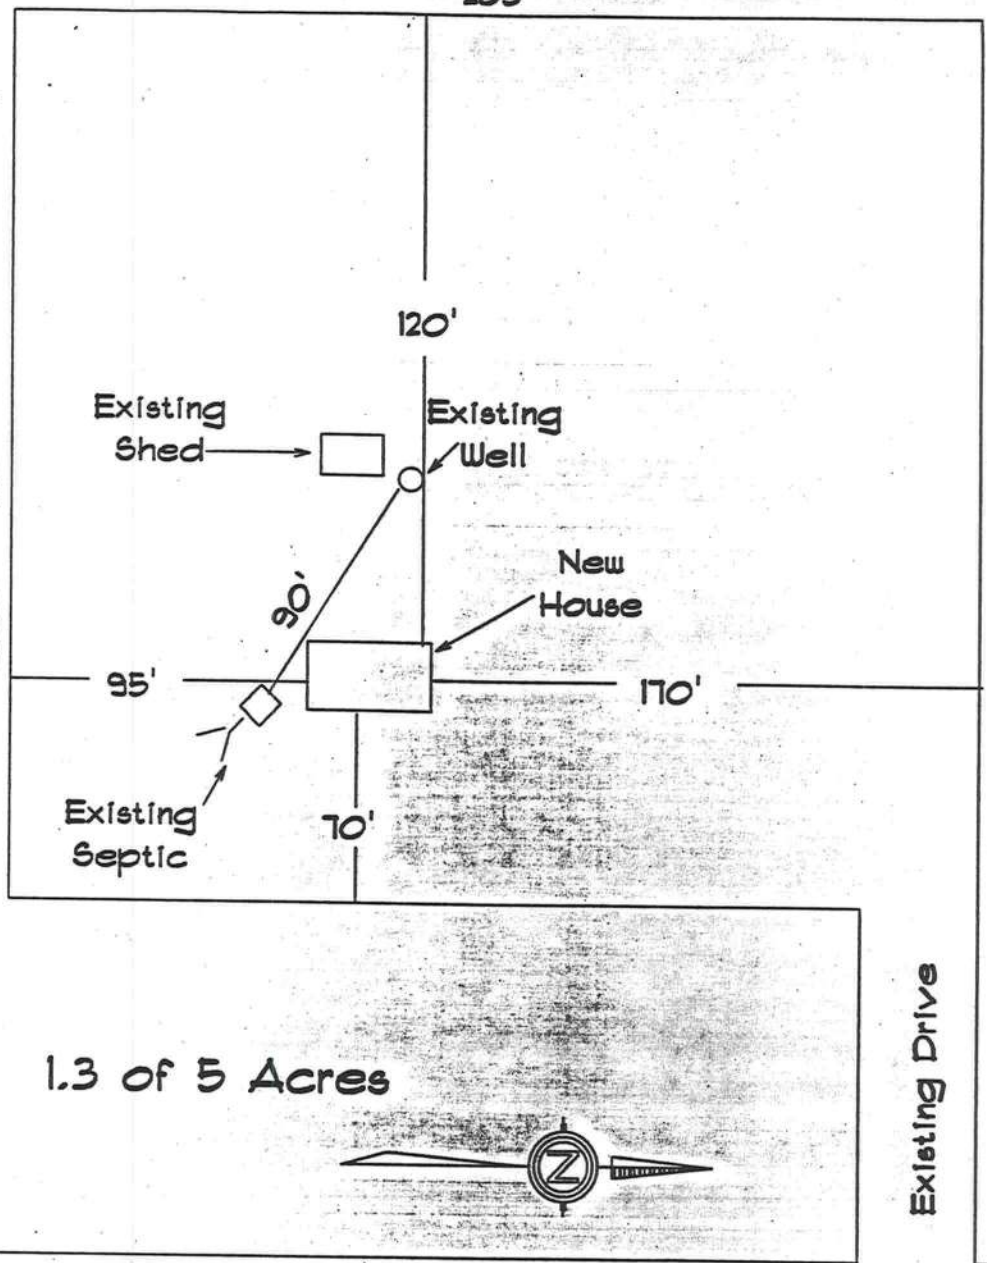 120'
Existing
Shed
Existing
Well
New
House
90'
95'
170'
Existing
Septic
70'
1.3 of 5 Acres
N
Existing Drive